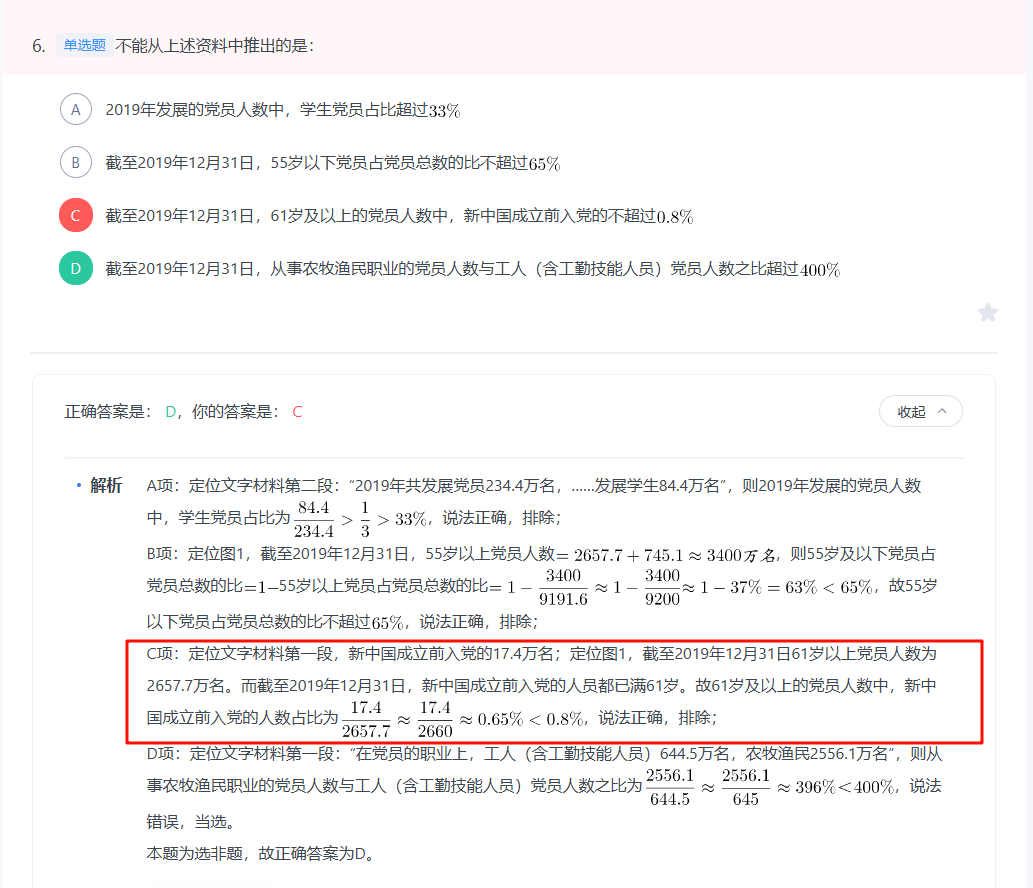 6. 单选题 不能从上述资料中推出的是：
A 2019年发展的党员人数中，学生党员占比超过33%
B 截至2019年12月31日，55岁以下党员占党员总数的比不超过65%
C 截至2019年12月31日，61岁及以上的党员人数中，新中国成立前入党的不超过0.8%
D 截至2019年12月31日，从事农牧渔民职业的党员人数与工人（含工勤技能人员）党员人数之比超过400%
正确答案是： D，你的答案是： C
收起
• 解析 A项：定位文字材料第二段：“2019年共发展党员234.4万名，……发展学生84.4万名”，则2019年发展的党员人数
中，学生党员占比为84.4/234.4 > 1/3 > 33%，说法正确，排除；
B项：定位图1，截至2019年12月31日，55岁以上党员人数= 2657.7 + 745.1 ≈ 3400万名，则55岁及以下党员占
党员总数的比=1−55岁以上党员占党员总数的比= 1 − 3400/9191.6 ≈ 1 − 3400/9200 ≈ 1 − 37% = 63% < 65%，故55岁
以下党员占党员总数的比不超过65%，说法正确，排除；
C项：定位文字材料第一段，新中国成立前入党的17.4万名；定位图1，截至2019年12月31日61岁以上党员人数为
2657.7万名。而截至2019年12月31日，新中国成立前入党的人员都已满61岁。故61岁及以上的党员人数中，新中
国成立前入党的人数占比为17.4/2657.7 ≈ 17.4/2660 ≈ 0.65% < 0.8%，说法正确，排除；
D项：定位文字材料第一段：“在党员的职业上，工人（含工勤技能人员）644.5万名，农牧渔民2556.1万名”，则从
事农牧渔民职业的党员人数与工人（含工勤技能人员）党员人数之比为2556.1/644.5 ≈ 2556.1/645 ≈ 396%<400%，说法
错误，当选。
本题为选非题，故正确答案为D。